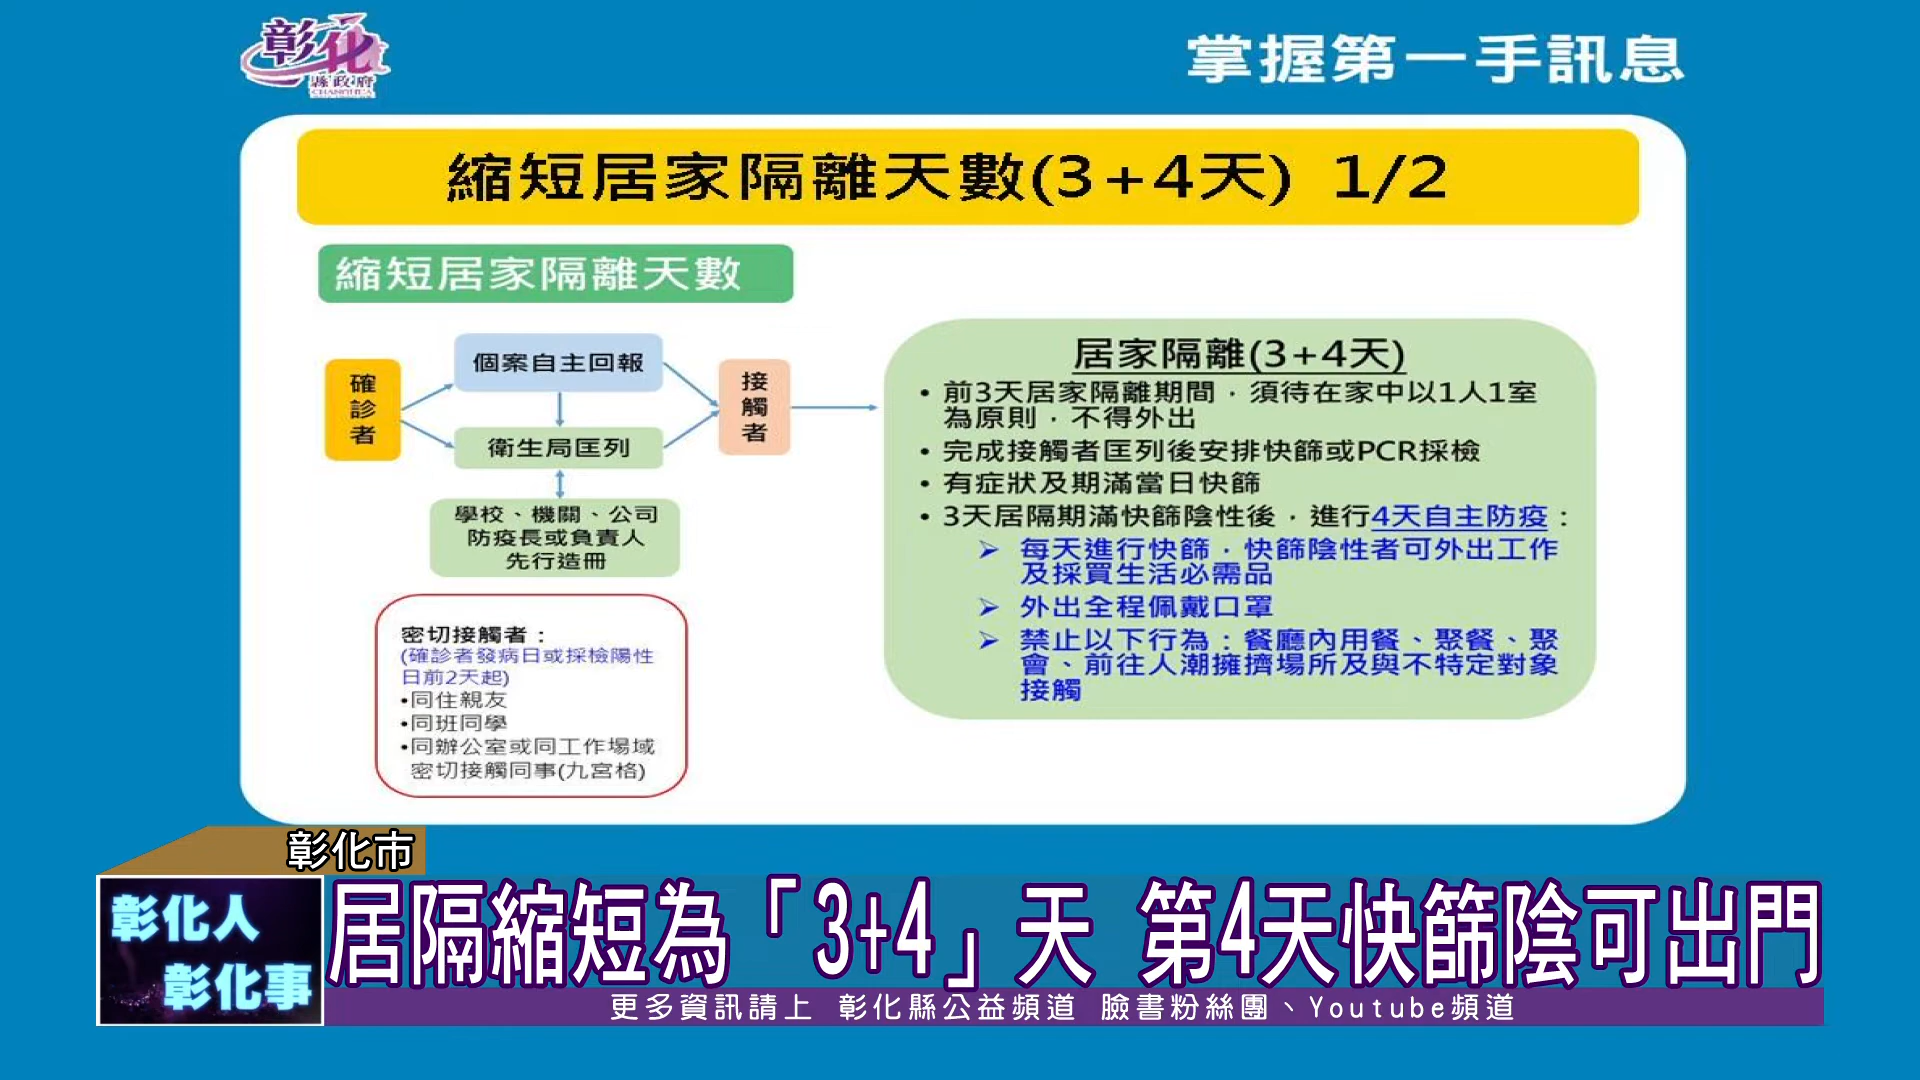 彰化
縣政府
CHANGHUA
掌握第一手訊息
縮短居家隔離天數(3+4天) 1/2
縮短居家隔離天數
確診者
個案自主回報
衛生局匡列
學校、機關、公司
防疫長或負責人
先行造冊
接觸者
密切接觸者：
(確診者發病日或採檢陽性
日前2天起)
•同住親友
•同班同學
•同辦公室或同工作場域
密切接觸同事(九宮格)
居家隔離(3+4天)
• 前3天居家隔離期間，須待在家中以1人1室
為原則，不得外出
• 完成接觸者匡列後安排快篩或PCR採檢
• 有症狀及期滿當日快篩
• 3天居隔期滿快篩陰性後，進行4天自主防疫：
➢ 每天進行快篩，快篩陰性者可外出工作
及採買生活必需品
➢ 外出全程佩戴口罩
➢ 禁止以下行為：餐廳內用餐、聚餐、聚
會、前往人潮擁擠場所及與不特定對象
接觸
彰化市
彰化人
彰化事
居隔縮短為「3+4」天 第4天快篩陰可出門
更多資訊請上 彰化縣公益頻道 臉書粉絲團、Youtube頻道